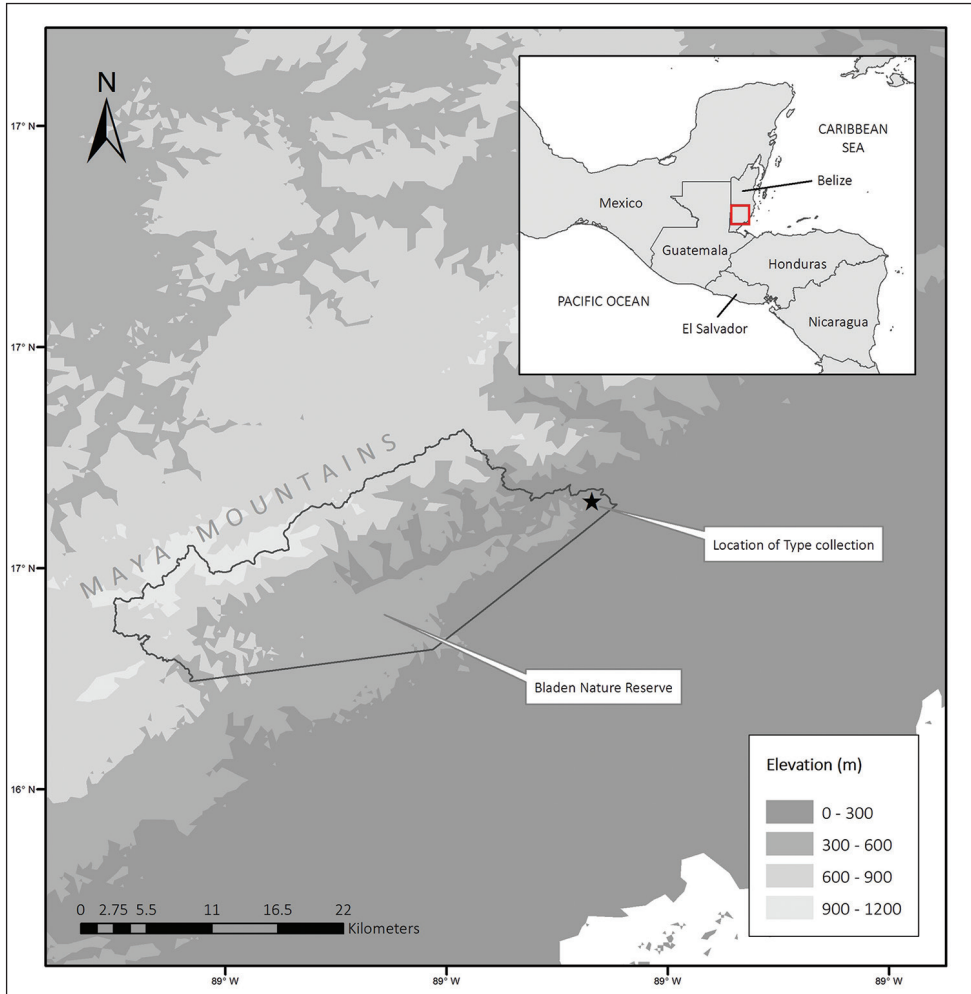 N
17° N
17° N
17° N
16° N
CARIBBEAN
SEA
Belize
Mexico
Guatemala
Honduras
PACIFIC OCEAN
El Salvador
Nicaragua
MAYA MOUNTAINS
Location of Type collection
Bladen Nature Reserve
Elevation (m)
0 - 300
300 - 600
600 - 900
900 - 1200
0 2.75 5.5 11 16.5 22
Kilometers
89° W 89° W 89° W 89° W